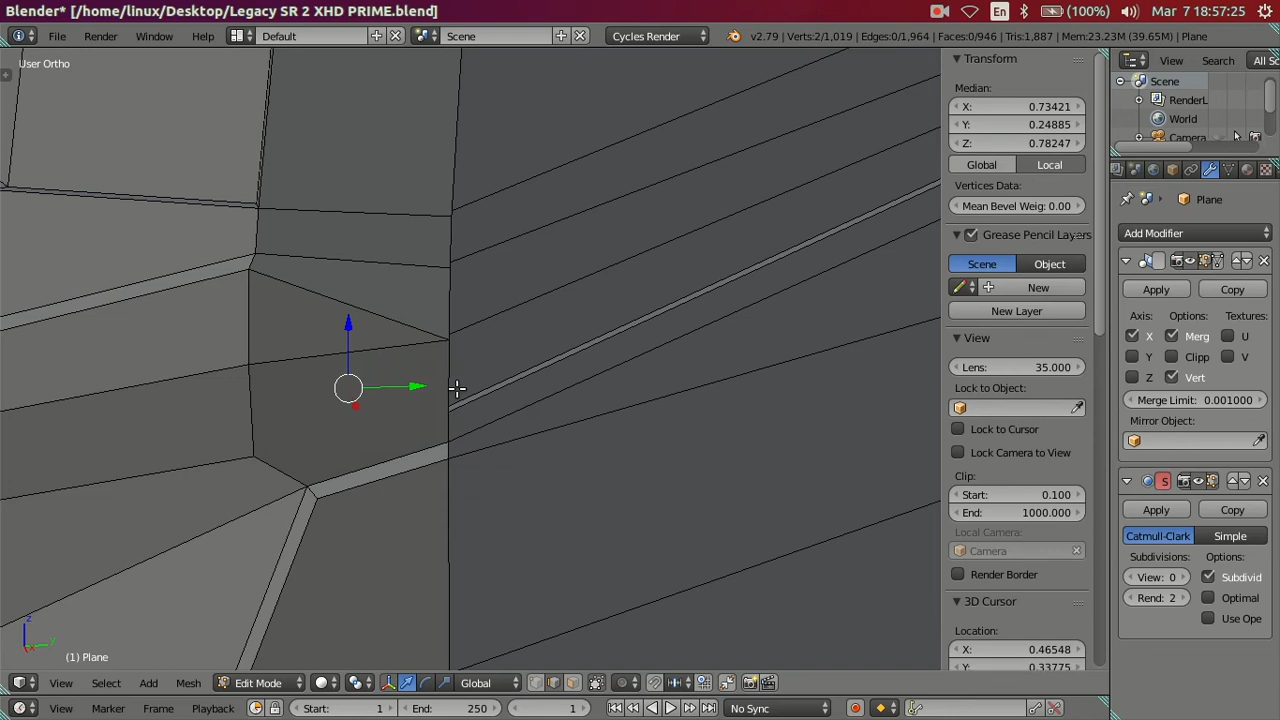 Blender* [/home/linux/Desktop/Legacy SR 2 XHD PRIME.blend] En (100%) Mar 7 18:57:25
File Render Window Help Default Scene Cycles Render v2.79 | Verts:2/1,019 | Edges:0/1,964 | Faces:0/946 | Tris:1,887 | Mem:23.23M (39.65M) | Plane
User Ortho
Transform
Median:
X: 0.73421
Y: 0.24885
Z: 0.78247
Global Local
Vertices Data:
Mean Bevel Weig: 0.00
Grease Pencil Layers
Scene Object
New
New Layer
View
Lens: 35.000
Lock to Object:
Lock to Cursor
Lock Camera to View
Clip:
Start: 0.100
End: 1000.000
Local Camera:
Camera
Render Border
3D Cursor
Location:
X: 0.46548
Y: 0.33775
View Search All Sc
Scene
RenderL
World
Camera
Plane
Add Modifier
Apply Copy
Axis: Options: Textures:
X Merg U
Y Clipp V
Z Vert
Merge Limit: 0.001000
Mirror Object:
S
Apply Copy
Catmull-Clark Simple
Subdivisions: Options:
View: 0 Subdivid
Rend: 2 Optimal
Use Ope
z
y
(1) Plane
View Select Add Mesh Edit Mode Global
View Marker Frame Playback Start: 1 End: 250 1 No Sync